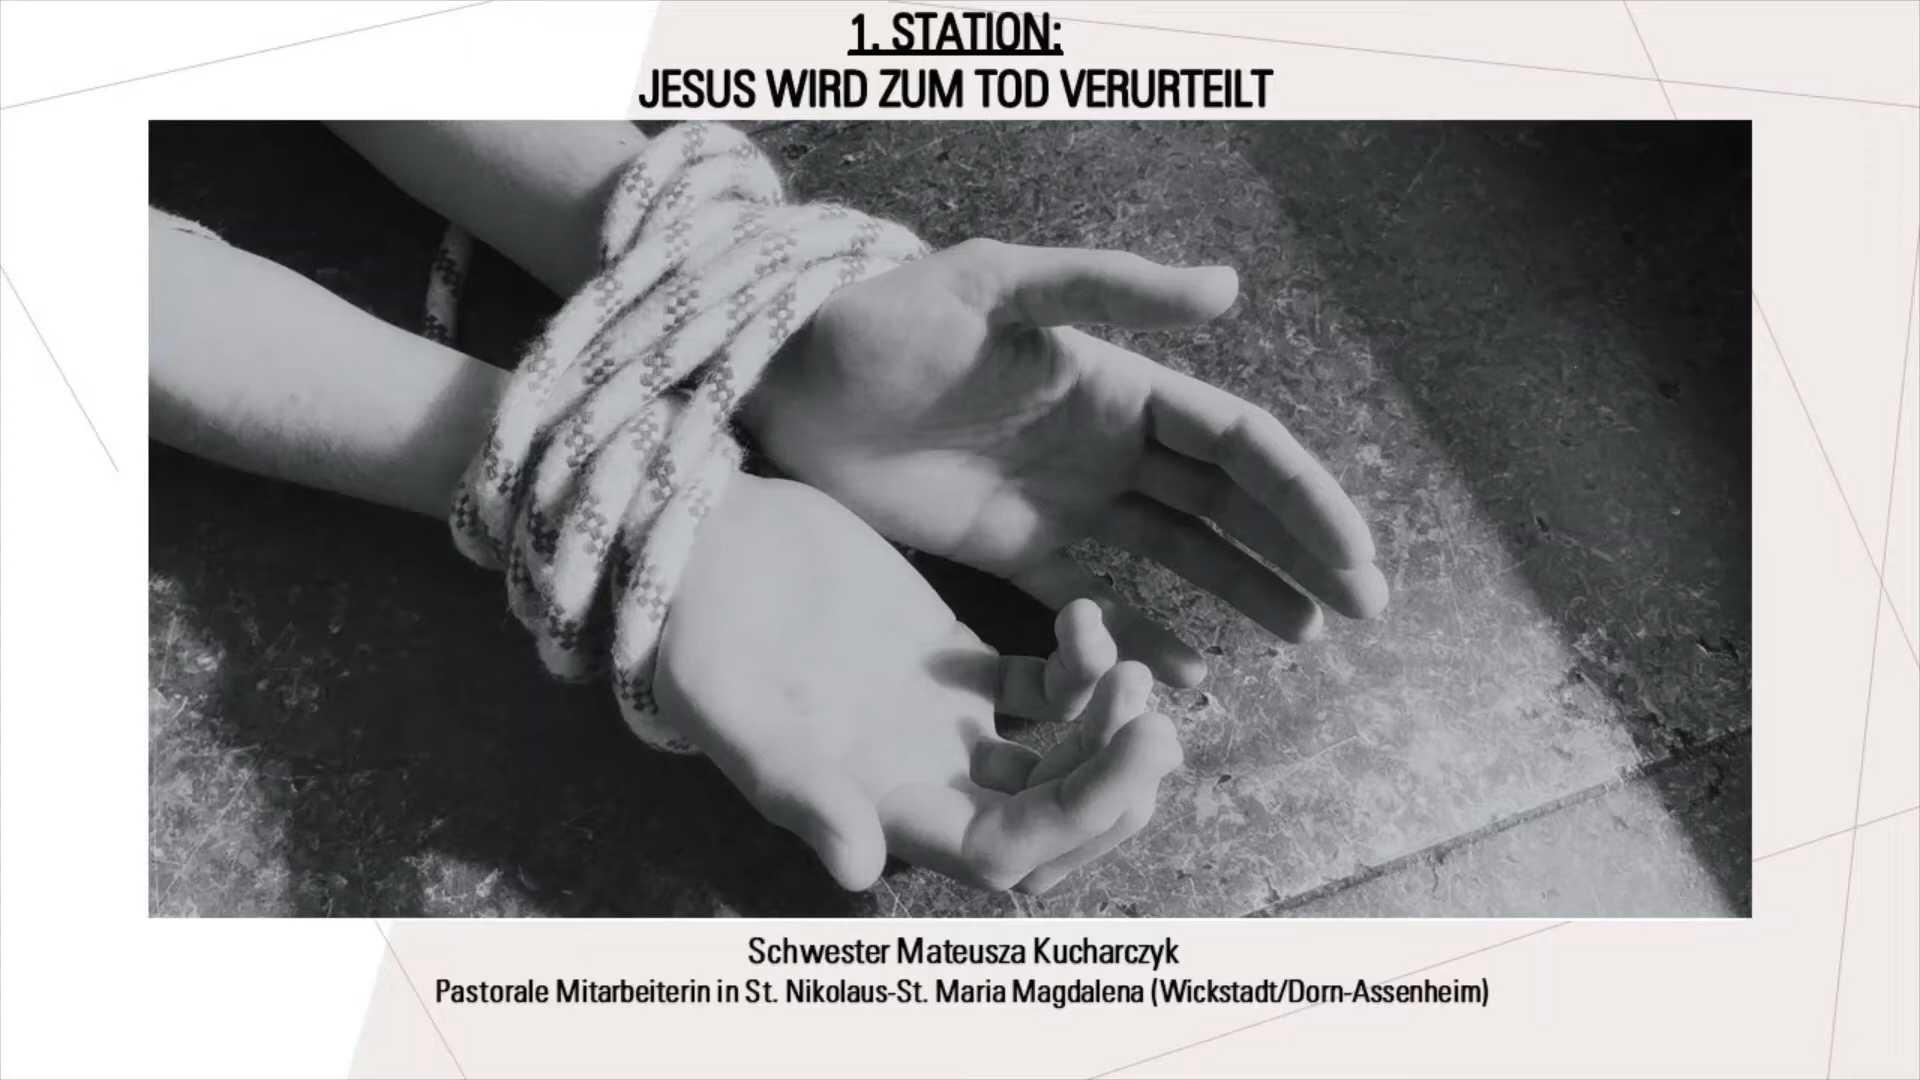 1. STATION:
JESUS WIRD ZUM TOD VERURTEILT
Schwester Mateusza Kucharczyk
Pastorale Mitarbeiterin in St. Nikolaus-St. Maria Magdalena (Wickstadt/Dorn-Assenheim)